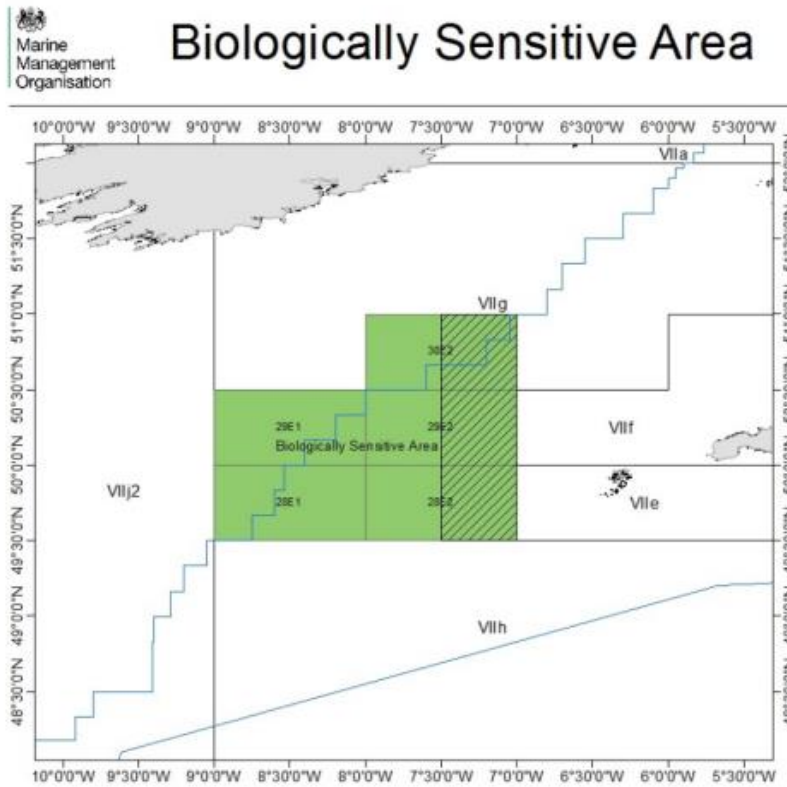 Marine
Management
Organisation
Biologically Sensitive Area
10°0'0"W 9°30'0"W 9°0'0"W 8°30'0"W 8°0'0"W 7°30'0"W 7°0'0"W 6°30'0"W 6°0'0"W 5°30'0"W
VIIa
51°30'0"N
VIIg
51°0'0"N
30E2
50°30'0"N
29E1 29E2 VIIf
Biologically Sensitive Area
50°0'0"N
VIIj2 28E1 28E2 VIIe
49°30'0"N
49°0'0"N
VIIh
48°30'0"N
10°0'0"W 9°30'0"W 9°0'0"W 8°30'0"W 8°0'0"W 7°30'0"W 7°0'0"W 6°30'0"W 6°0'0"W 5°30'0"W